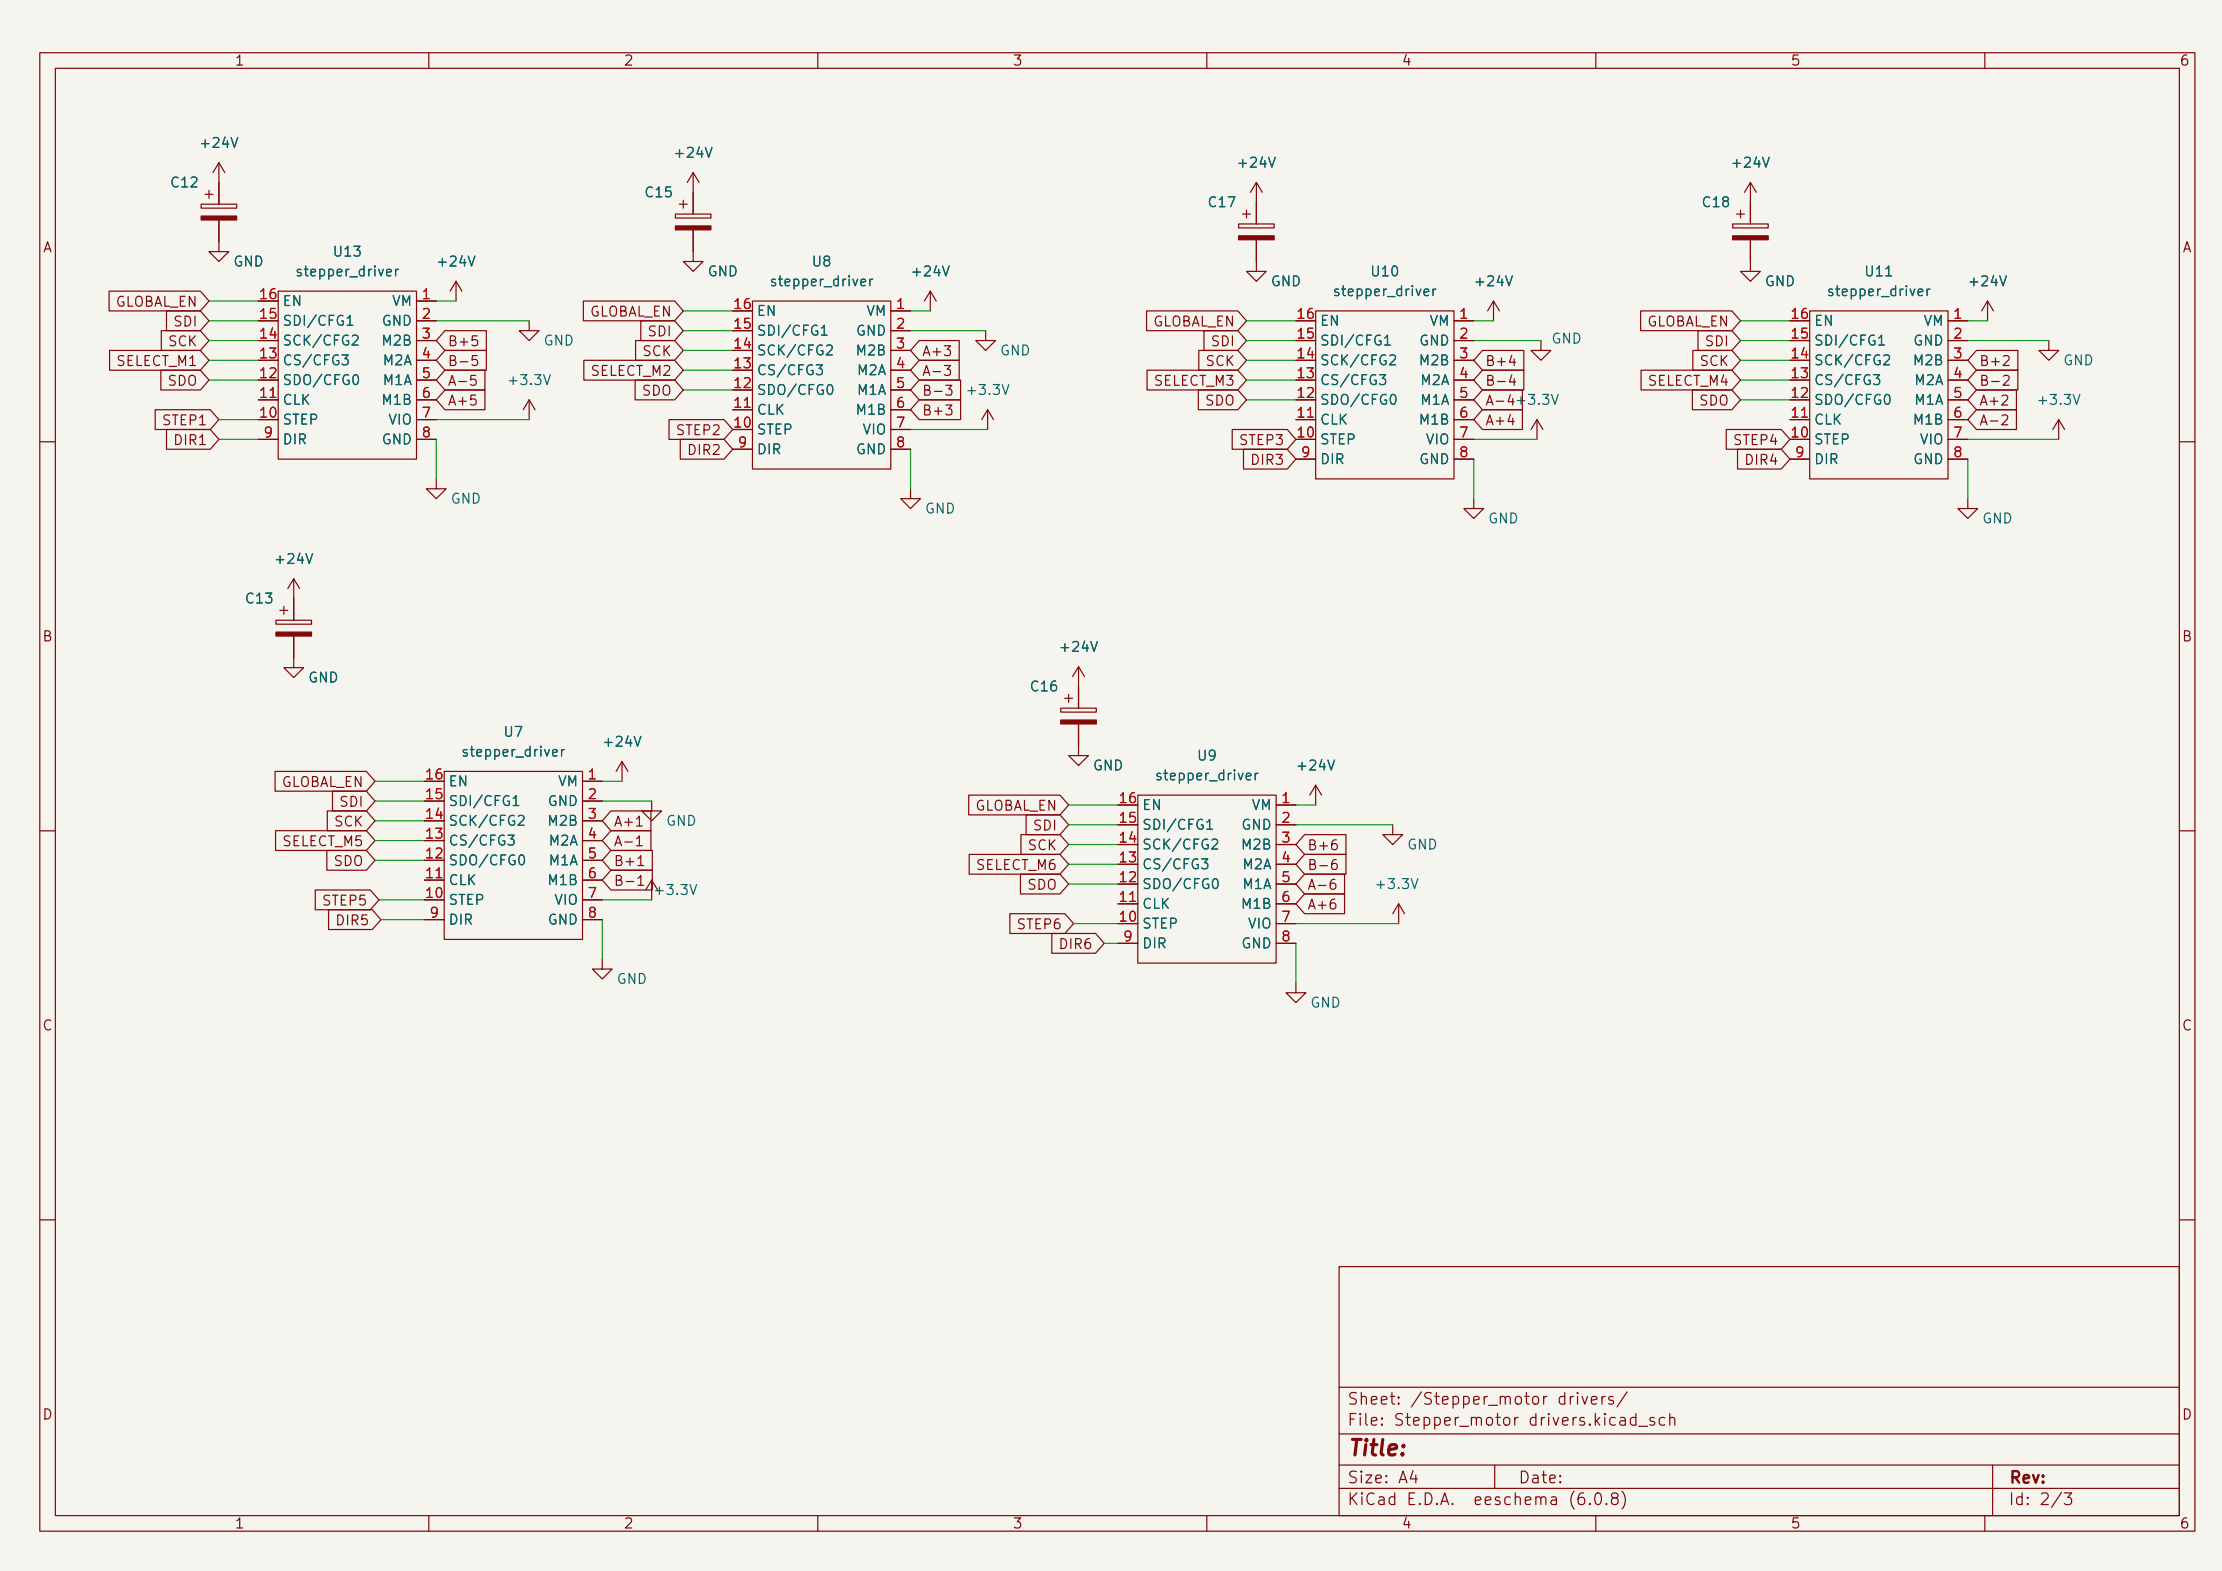 1 2 3 4 5 6
A
B
C
D
A
B
C
D
+24V
C12
+
GND
U13
stepper_driver
+24V
GLOBAL_EN 16 EN VM 1
SDI 15 SDI/CFG1 GND 2
GND
SCK 14 SCK/CFG2 M2B 3 B+5
SELECT_M1 13 CS/CFG3 M2A 4 B-5
SDO 12 SDO/CFG0 M1A 5 A-5
+3.3V
11 CLK M1B 6 A+5
STEP1 10 STEP VIO 7
DIR1 9 DIR GND 8
GND
+24V
C15
+
GND
U8
stepper_driver
+24V
GLOBAL_EN 16 EN VM 1
SDI 15 SDI/CFG1 GND 2
GND
SCK 14 SCK/CFG2 M2B 3 A+3
SELECT_M2 13 CS/CFG3 M2A 4 A-3
SDO 12 SDO/CFG0 M1A 5 B-3
+3.3V
11 CLK M1B 6 B+3
STEP2 10 STEP VIO 7
DIR2 9 DIR GND 8
GND
+24V
C17
+
GND
U10
stepper_driver
+24V
GLOBAL_EN 16 EN VM 1
SDI 15 SDI/CFG1 GND 2
GND
SCK 14 SCK/CFG2 M2B 3 B+4
SELECT_M3 13 CS/CFG3 M2A 4 B-4
SDO 12 SDO/CFG0 M1A 5 A-4
+3.3V
11 CLK M1B 6 A+4
STEP3 10 STEP VIO 7
DIR3 9 DIR GND 8
GND
+24V
C18
+
GND
U11
stepper_driver
+24V
GLOBAL_EN 16 EN VM 1
SDI 15 SDI/CFG1 GND 2
GND
SCK 14 SCK/CFG2 M2B 3 B+2
SELECT_M4 13 CS/CFG3 M2A 4 B-2
SDO 12 SDO/CFG0 M1A 5 A+2
+3.3V
11 CLK M1B 6 A-2
STEP4 10 STEP VIO 7
DIR4 9 DIR GND 8
GND
+24V
C13
+
GND
U7
stepper_driver
+24V
GLOBAL_EN 16 EN VM 1
SDI 15 SDI/CFG1 GND 2
GND
SCK 14 SCK/CFG2 M2B 3 A+1
SELECT_M5 13 CS/CFG3 M2A 4 A-1
SDO 12 SDO/CFG0 M1A 5 B+1
11 CLK M1B 6 B-1
+3.3V
STEP5 10 STEP VIO 7
DIR5 9 DIR GND 8
GND
+24V
C16
+
GND
U9
stepper_driver
+24V
GLOBAL_EN 16 EN VM 1
SDI 15 SDI/CFG1 GND 2
GND
SCK 14 SCK/CFG2 M2B 3 B+6
SELECT_M6 13 CS/CFG3 M2A 4 B-6
SDO 12 SDO/CFG0 M1A 5 A-6
+3.3V
11 CLK M1B 6 A+6
STEP6 10 STEP VIO 7
DIR6 9 DIR GND 8
GND
Sheet: /Stepper_motor drivers/
File: Stepper_motor drivers.kicad_sch
Title:
Size: A4 Date: Rev:
KiCad E.D.A. eeschema (6.0.8) Id: 2/3
1 2 3 4 5 6